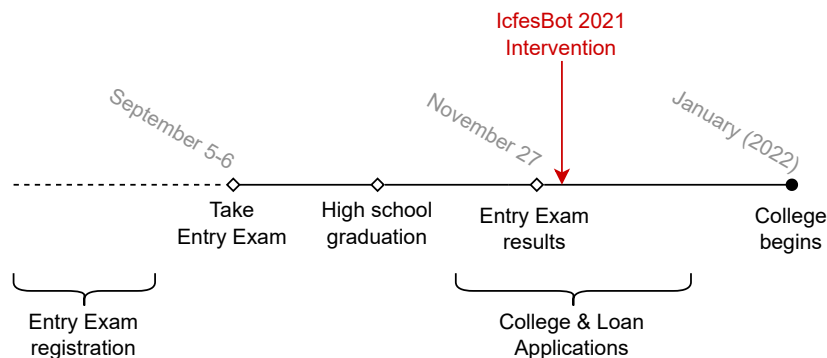 IcfesBot 2021
Intervention
September 5-6
November 27
January (2022)
Take
Entry Exam
High school
graduation
Entry Exam
results
College
begins
Entry Exam
registration
College & Loan
Applications